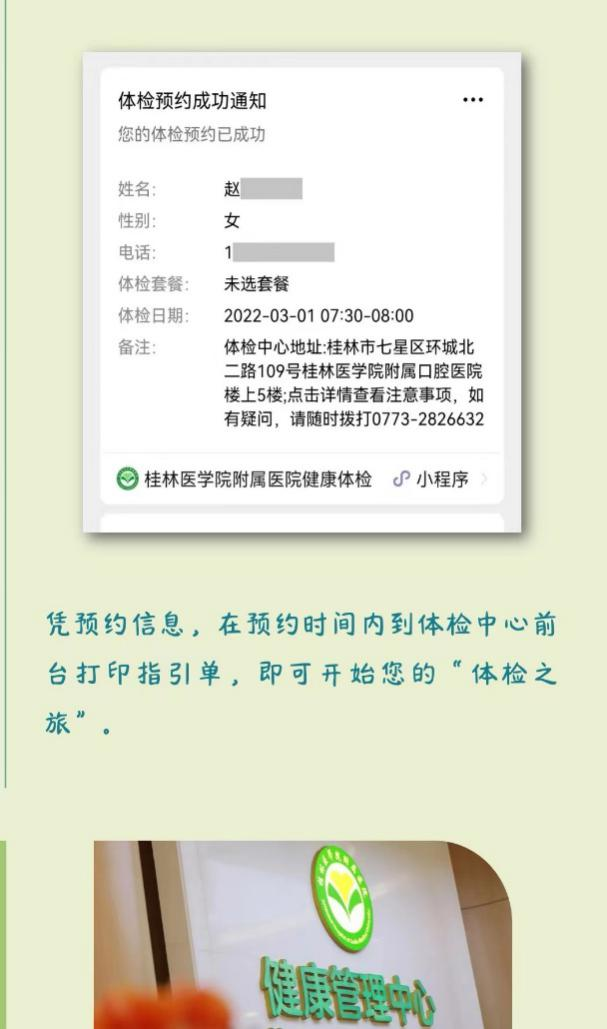 体检预约成功通知
您的体检预约已成功
姓名: 赵
性别: 女
电话: 1
体检套餐: 未选套餐
体检日期: 2022-03-01 07:30-08:00
备注: 体检中心地址:桂林市七星区环城北
二路109号桂林医学院附属口腔医院
楼上5楼;点击详情查看注意事项，如
有疑问，请随时拨打0773-2826632
桂林医学院附属医院健康体检 小程序
凭预约信息，在预约时间内到体检中心前
台打印指引单，即可开始您的“体检之
旅”。
健康管理中心